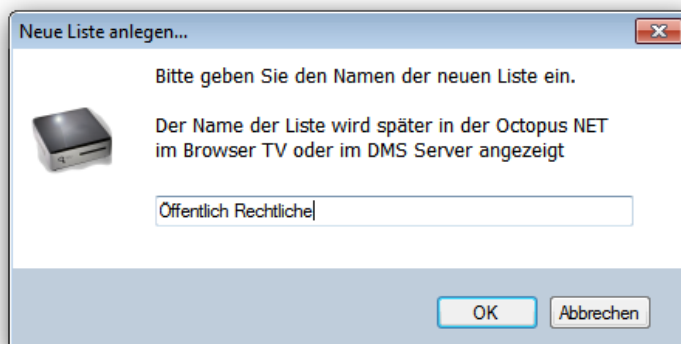 Neue Liste anlegen...
Bitte geben Sie den Namen der neuen Liste ein.
Der Name der Liste wird später in der Octopus NET
im Browser TV oder im DMS Server angezeigt
Öffentlich Rechtliche
OK
Abbrechen